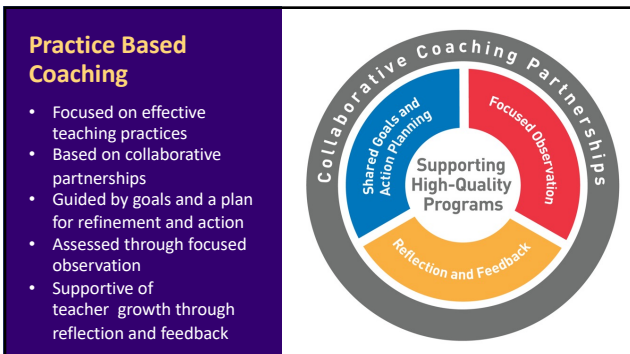 Practice Based
Coaching
• Focused on effective
teaching practices
• Based on collaborative
partnerships
• Guided by goals and a plan
for refinement and action
• Assessed through focused
observation
• Supportive of
teacher  growth through
reflection and feedback
Collaborative Coaching Partnerships
Shared Goals and
Action Planning
Focused Observation
Supporting
High-Quality
Programs
Reflection and Feedback